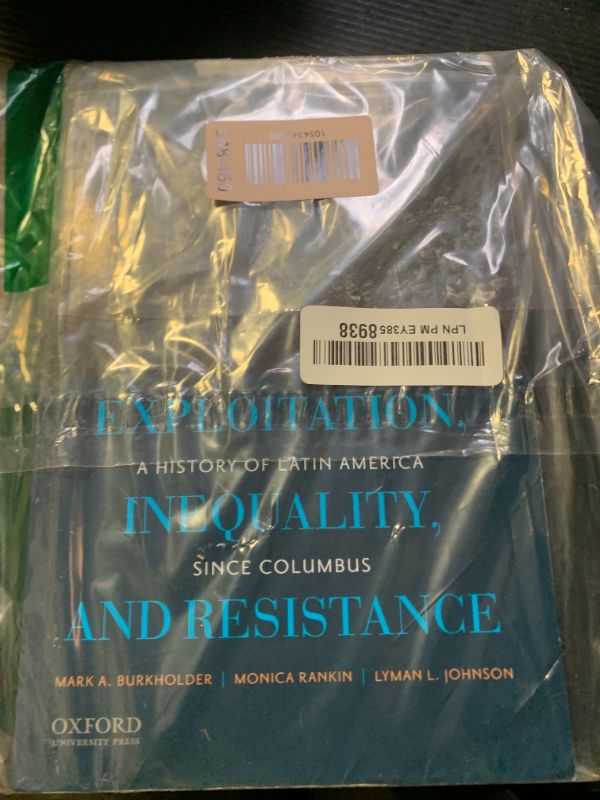 LPN PM EY385 8938
EXPLOITATION,
A HISTORY OF LATIN AMERICA
INEQUALITY,
SINCE COLUMBUS
AND RESISTANCE
MARK A. BURKHOLDER | MONICA RANKIN | LYMAN L. JOHNSON
OXFORD
UNIVERSITY PRESS